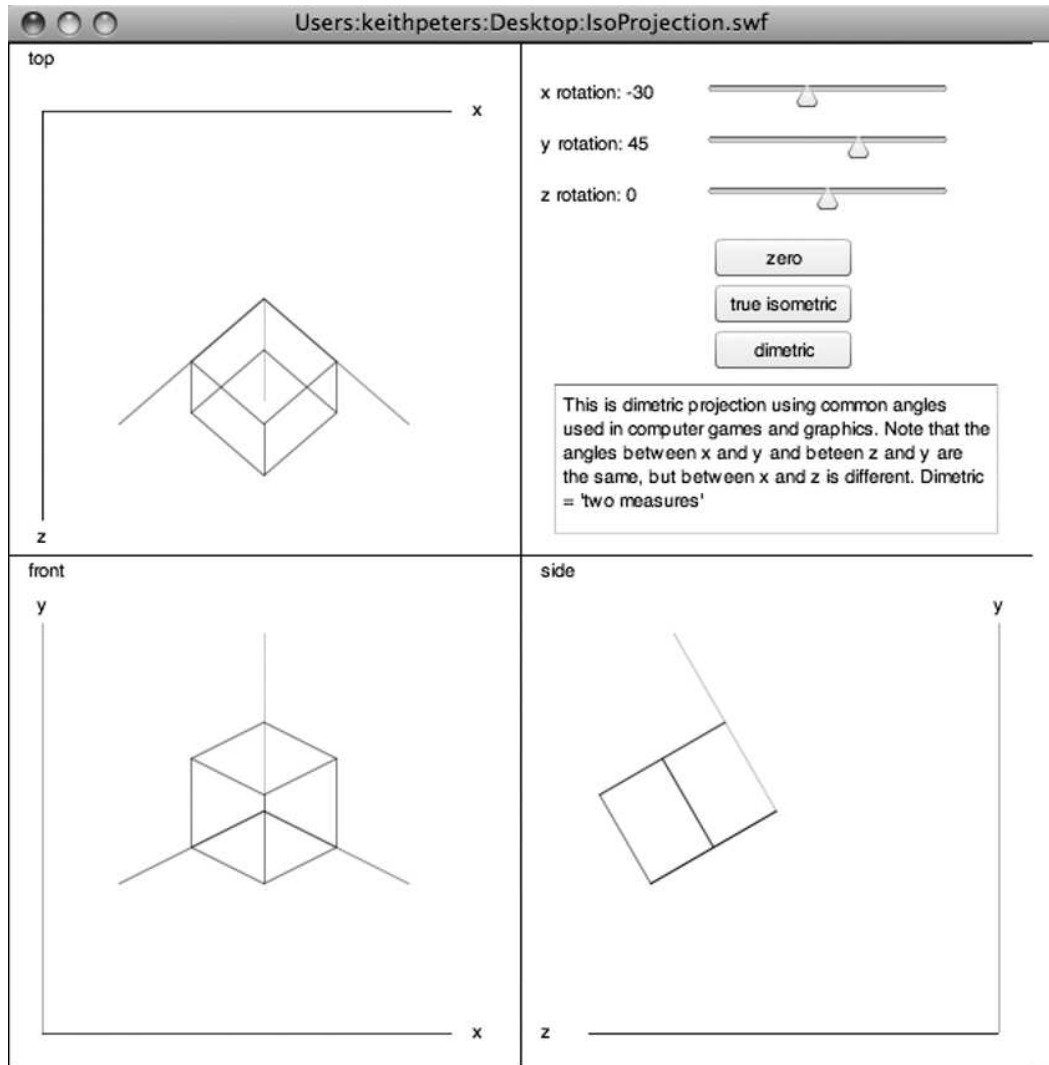 Users:keithpeters:Desktop:IsoProjection.swf
top
x
z
x rotation: -30
y rotation: 45
z rotation: 0
zero
true isometric
dimetric
This is dimetric projection using common angles
used in computer games and graphics. Note that the
angles between x and y and beteen z and y are
the same, but between x and z is different. Dimetric
= 'two measures'
front
y
x
side
y
z